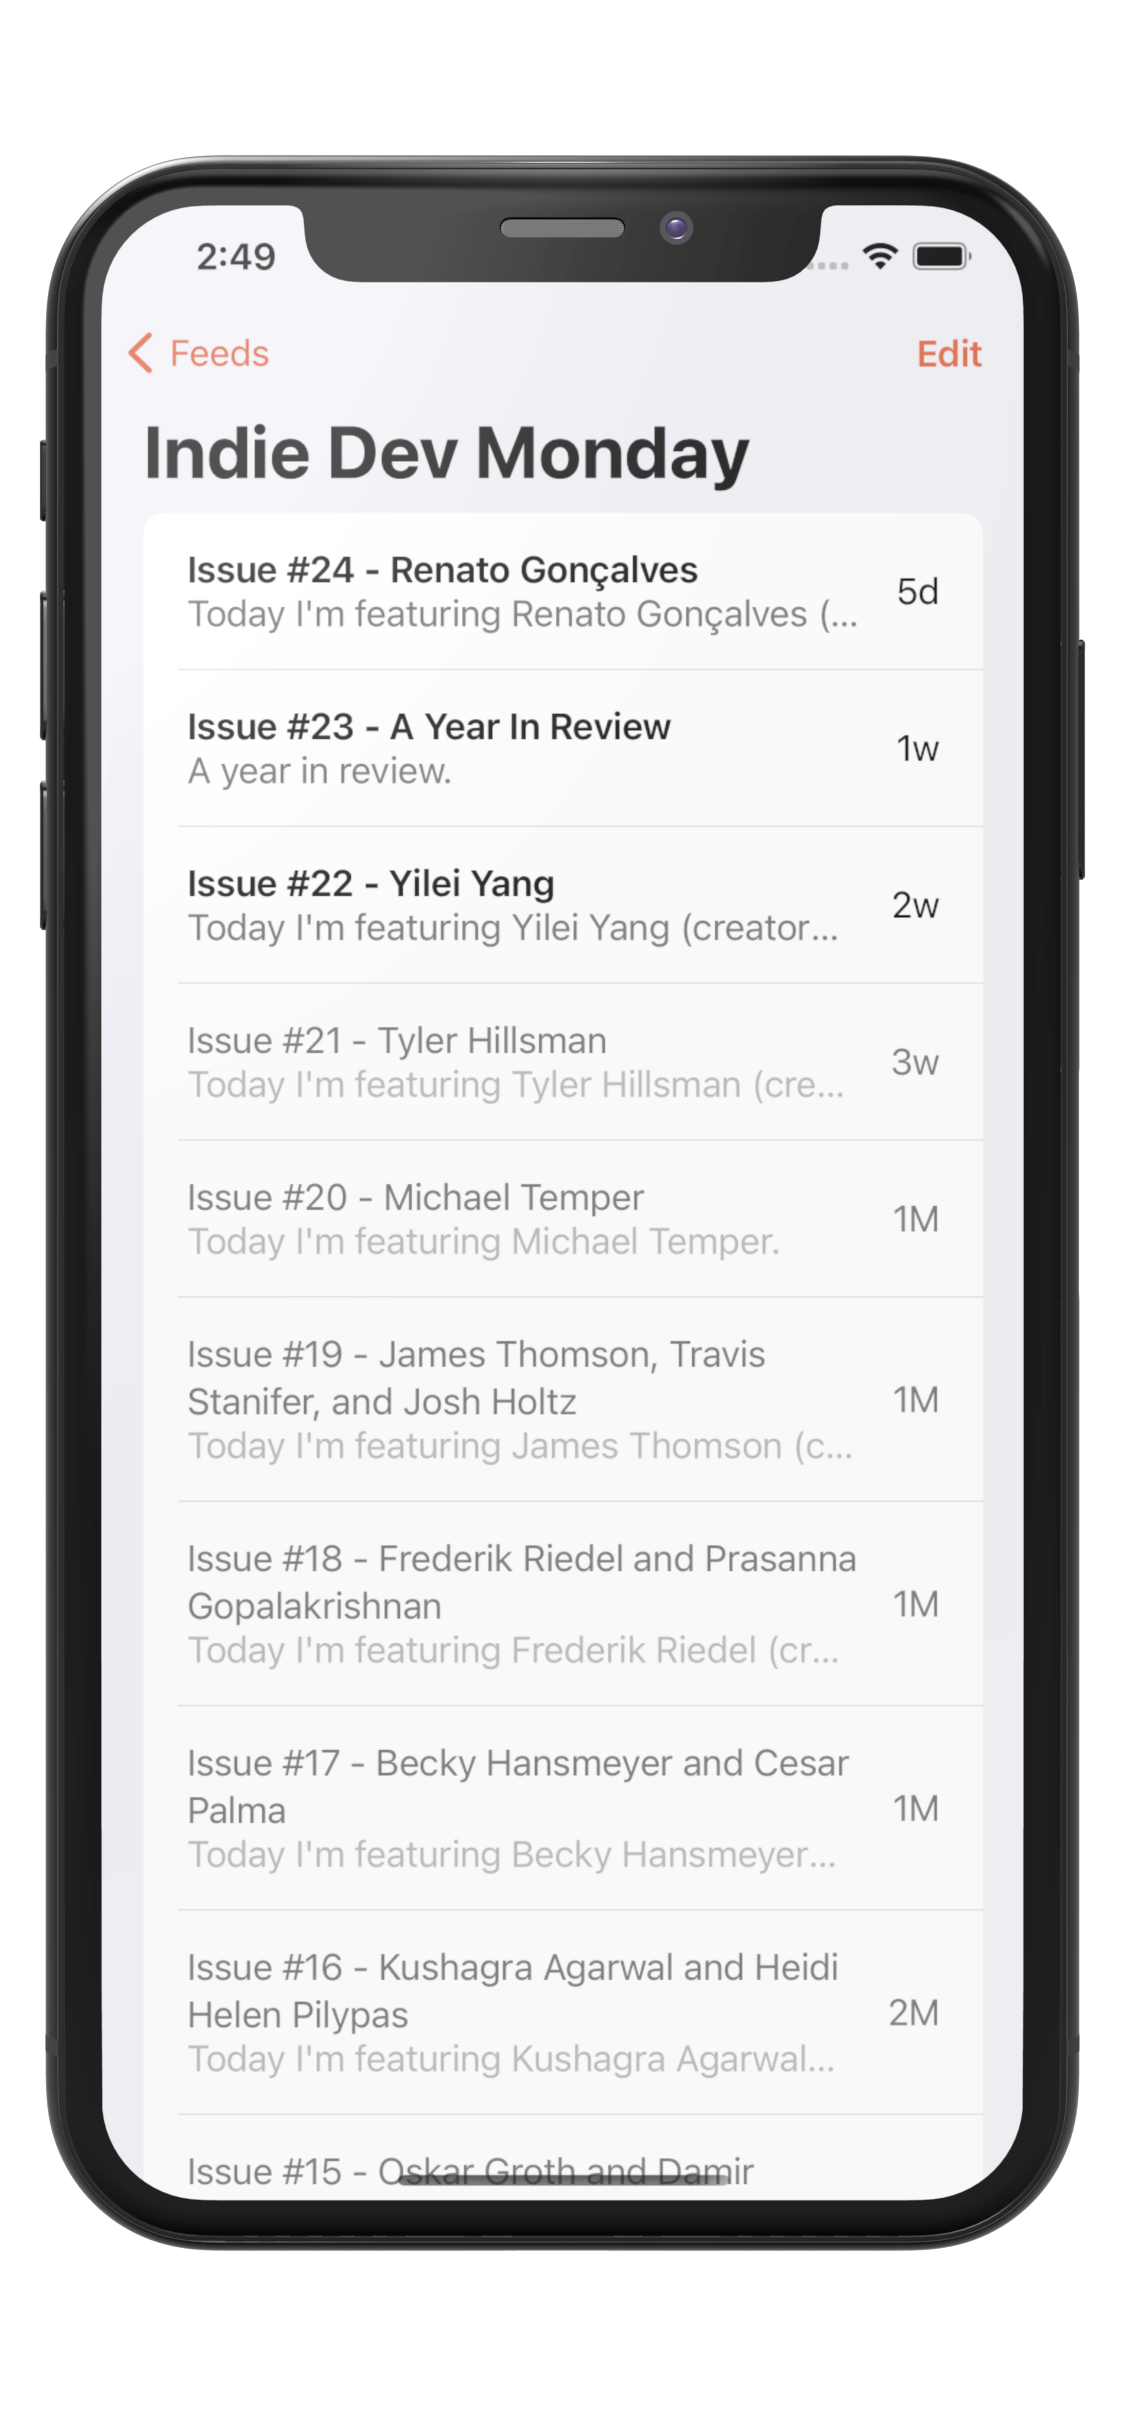 2:49
Feeds
Edit
Indie Dev Monday
Issue #24 - Renato Gonçalves
Today I'm featuring Renato Gonçalves (...
5d
Issue #23 - A Year In Review
A year in review.
1w
Issue #22 - Yilei Yang
Today I'm featuring Yilei Yang (creator...
2w
Issue #21 - Tyler Hillsman
Today I'm featuring Tyler Hillsman (cre...
3w
Issue #20 - Michael Temper
Today I'm featuring Michael Temper.
1M
Issue #19 - James Thomson, Travis
Stanifer, and Josh Holtz
Today I'm featuring James Thomson (c...
1M
Issue #18 - Frederik Riedel and Prasanna
Gopalakrishnan
Today I'm featuring Frederik Riedel (cr...
1M
Issue #17 - Becky Hansmeyer and Cesar
Palma
Today I'm featuring Becky Hansmeyer...
1M
Issue #16 - Kushagra Agarwal and Heidi
Helen Pilypas
Today I'm featuring Kushagra Agarwal...
2M
Issue #15 - Oskar Groth and Damir